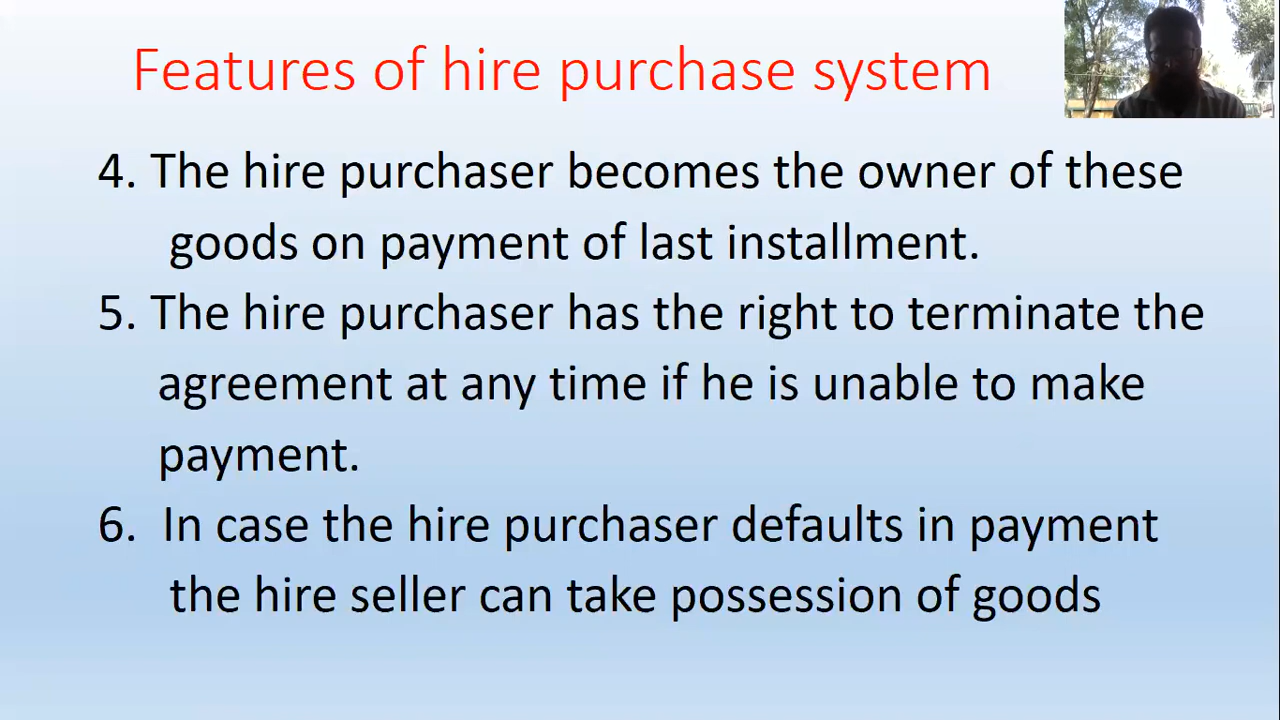 Features of hire purchase system
4. The hire purchaser becomes the owner of these
goods on payment of last installment.
5. The hire purchaser has the right to terminate the
agreement at any time if he is unable to make
payment.
6. In case the hire purchaser defaults in payment
the hire seller can take possession of goods